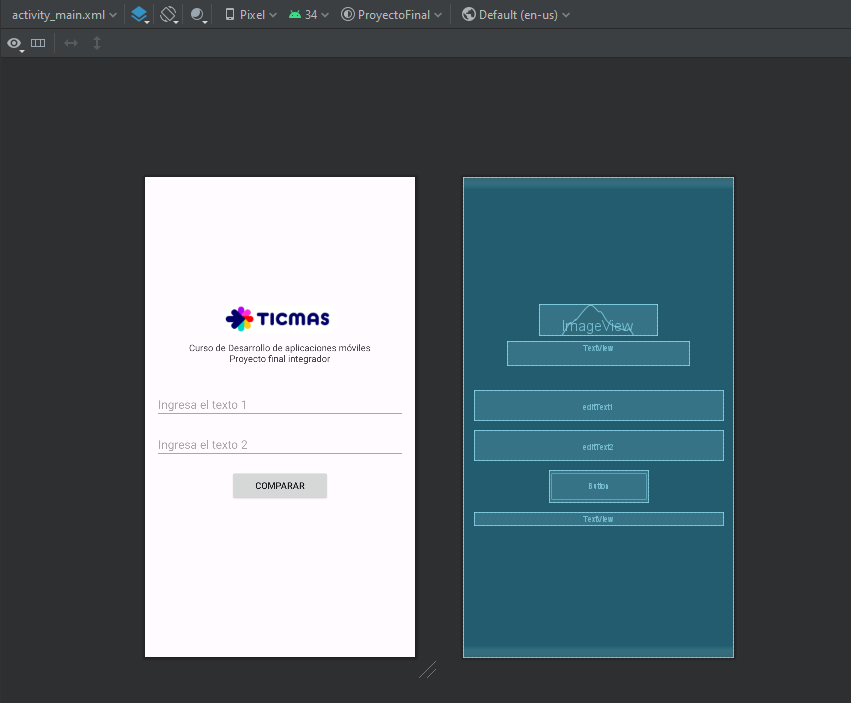 activity_main.xml Pixel 34 ProyectoFinal Default (en-us)
TICMAS
Curso de Desarrollo de aplicaciones móviles
Proyecto final integrador
Ingresa el texto 1
Ingresa el texto 2
COMPARAR
ImageView
TextView
editText1
editText2
Button
TextView